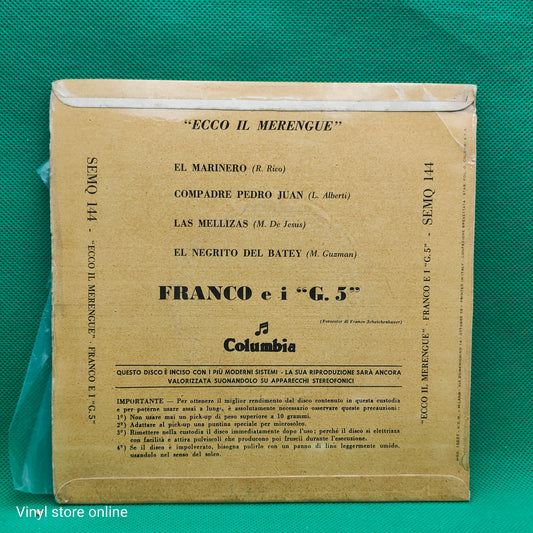 "ECCO IL MERENGUE"
EL MARINERO (R. Rico)
COMPADRE PEDRO JUAN (L. Alberti)
LAS MELLIZAS (M. De Jesus)
EL NEGRITO DEL BATEY (M. Guzman)
FRANCO e i "G. 5"
(Fotocolor di Franco Scheichenbauer)
Columbia
QUESTO DISCO È INCISO CON I PIÙ MODERNI SISTEMI - LA SUA RIPRODUZIONE SARÀ ANCORA
VALORIZZATA SUONANDOLO SU APPARECCHI STEREOFONICI
IMPORTANTE — Per ottenere il miglior rendimento del disco contenuto in questa custodia
e per poterne usare assai a lungo, è assolutamente necessario osservare queste precauzioni:
1°) Non usare mai un pick-up di peso superiore a 10 grammi.
2°) Adattare al pick-up una puntina speciale per microsolco.
3°) Rimettere nella custodia il disco immediatamente dopo l'uso; perchè il disco si elettrizza
con facilità e attira pulviscoli che producono poi fruscii durante l'esecuzione.
4°) Se il disco è impolverato, bisogna pulirlo con un panno di lino leggermente umido,
usandolo nel senso del solco.
SEMQ 144 - "ECCO IL MERENGUE" - FRANCO E I "G.5"
"ECCO IL MERENGUE" - FRANCO E I "G.5" - SEMQ 144
Vinyl store online